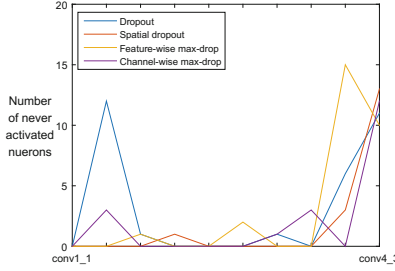 20
15
10
5
0
Number
of never
activated
nuerons
Dropout
Spatial dropout
Feature-wise max-drop
Channel-wise max-drop
conv1_1
conv4_3